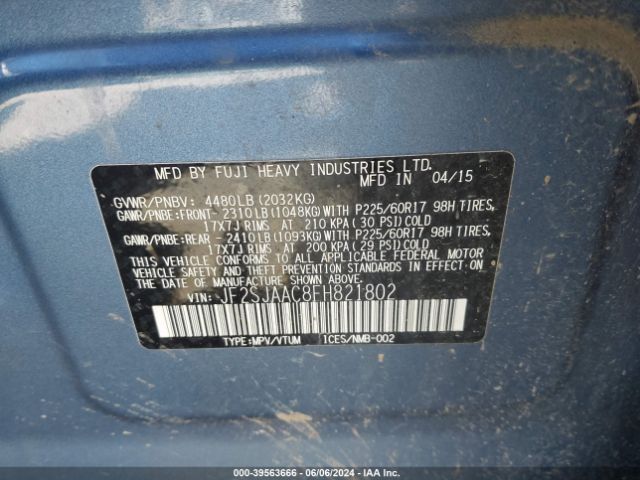 MFD BY FUJI HEAVY INDUSTRIES LTD.
MFD IN 04/15
GVWR/PNBV: 4480LB (2032KG)
GAWR/PNBE:FRONT- 2310LB(1048KG)WITH P225/60R17 98H TIRES,
17X7J RIMS AT 210 KPA (30 PSI)COLD
GAWR/PNBE:REAR -2410LB(1093KG)WITH P225/60R17 98H TIRES,
17X7J RIMS AT 200 KPA (29 PSI)COLD
THIS VEHICLE CONFORMS TO ALL APPLICABLE FEDERAL MOTOR
VEHICLE SAFETY AND THEFT PREVENTION STANDARDS IN EFFECT ON
THE DATE OF MANUFACTURE SHOWN ABOVE.
VIN: JF2SJAAC8FH821802
TYPE:MPV/VTUM ICES/NMB-002
000-39563666 - 06/06/2024 - IAA Inc.